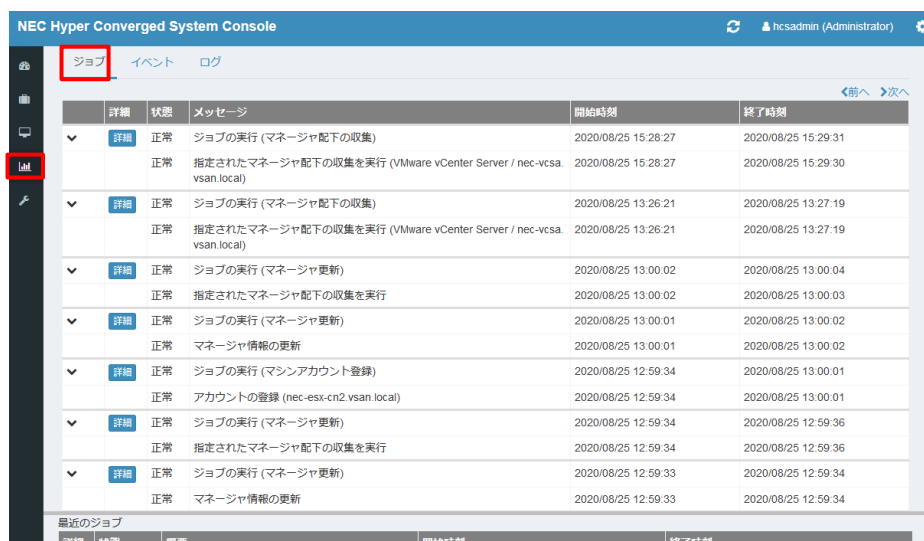 NEC Hyper Converged System Console hcsadmin (Administrator)
ジョブ イベント ログ
前へ 次へ
詳細 状態 メッセージ 開始時刻 終了時刻
詳細 正常 ジョブの実行 (マネージャ配下の収集) 2020/08/25 15:28:27 2020/08/25 15:29:31
正常 指定されたマネージャ配下の収集を実行 (VMware vCenter Server / nec-vcsa. 2020/08/25 15:28:27 2020/08/25 15:29:30
vsan.local)
詳細 正常 ジョブの実行 (マネージャ配下の収集) 2020/08/25 13:26:21 2020/08/25 13:27:19
正常 指定されたマネージャ配下の収集を実行 (VMware vCenter Server / nec-vcsa. 2020/08/25 13:26:21 2020/08/25 13:27:19
vsan.local)
詳細 正常 ジョブの実行 (マネージャ更新) 2020/08/25 13:00:02 2020/08/25 13:00:04
正常 指定されたマネージャ配下の収集を実行 2020/08/25 13:00:02 2020/08/25 13:00:03
詳細 正常 ジョブの実行 (マネージャ更新) 2020/08/25 13:00:01 2020/08/25 13:00:02
正常 マネージャ情報の更新 2020/08/25 13:00:01 2020/08/25 13:00:02
詳細 正常 ジョブの実行 (マシンアカウント登録) 2020/08/25 12:59:34 2020/08/25 13:00:01
正常 アカウントの登録 (nec-esx-cn2.vsan.local) 2020/08/25 12:59:34 2020/08/25 13:00:01
詳細 正常 ジョブの実行 (マネージャ更新) 2020/08/25 12:59:34 2020/08/25 12:59:36
正常 指定されたマネージャ配下の収集を実行 2020/08/25 12:59:34 2020/08/25 12:59:36
詳細 正常 ジョブの実行 (マネージャ更新) 2020/08/25 12:59:33 2020/08/25 12:59:34
正常 マネージャ情報の更新 2020/08/25 12:59:33 2020/08/25 12:59:34
最近のジョブ